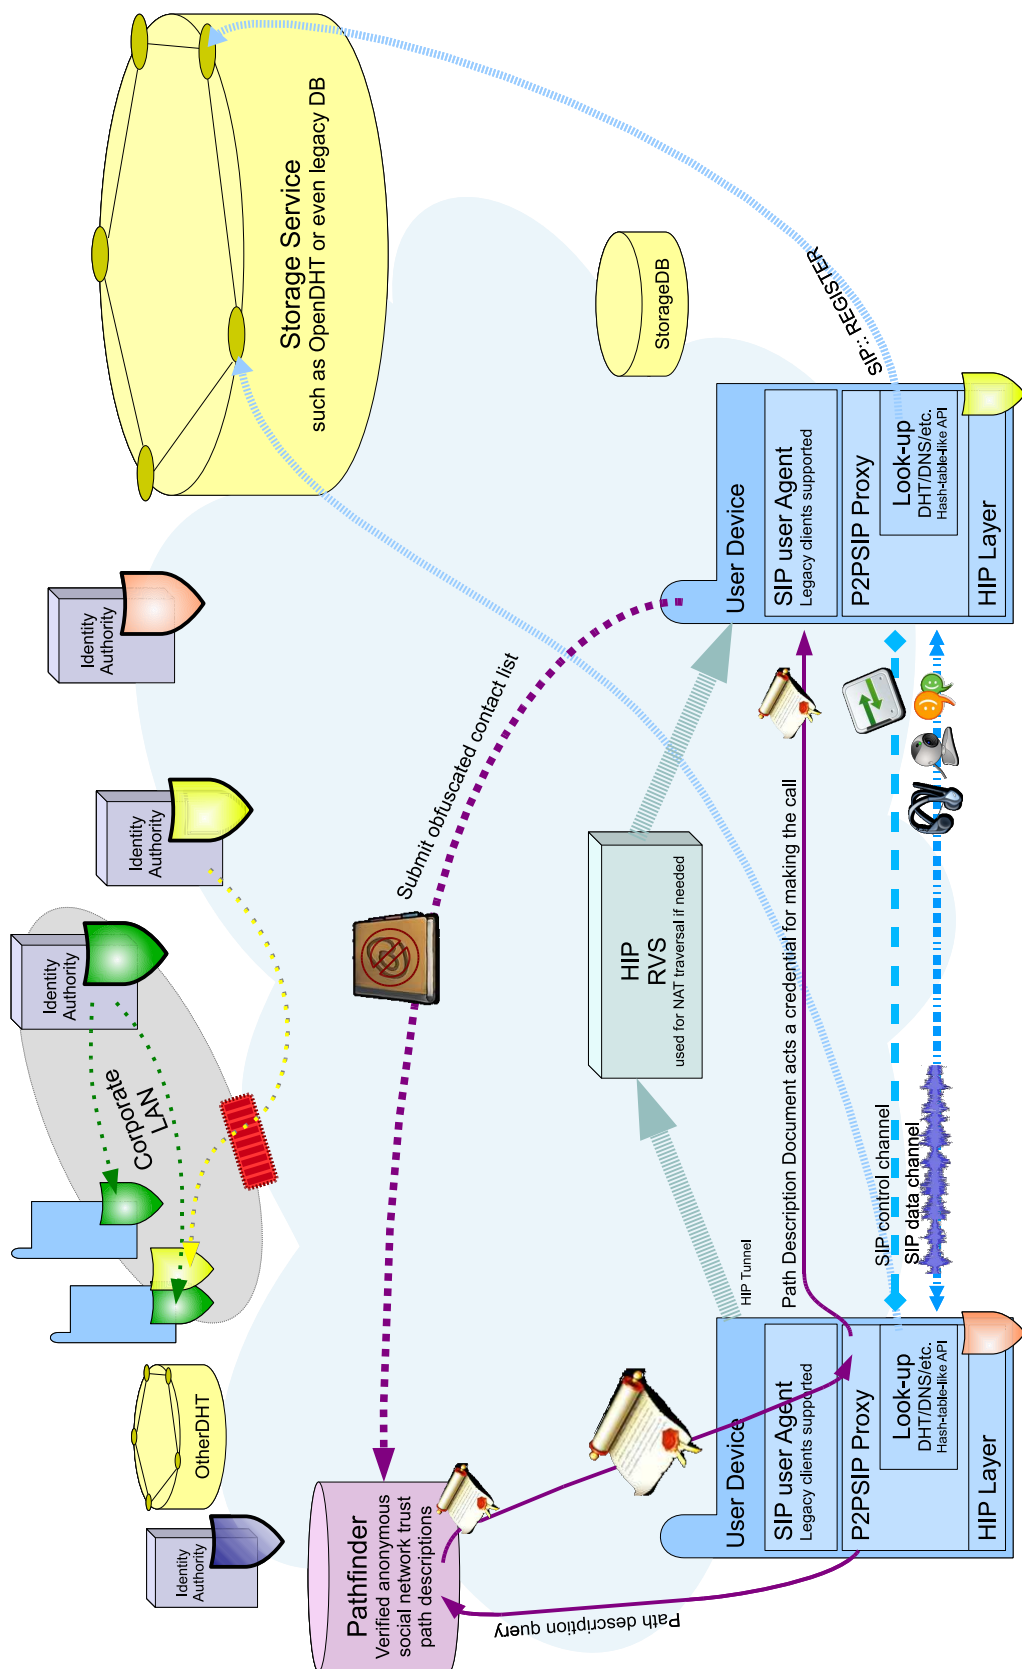 Identity
Authority
OtherDHT
Corporate
LAN
Identity
Authority
Identity
Authority
Identity
Authority
Storage Service
such as OpenDHT or even legacy DB
Pathfinder
Verified anonymous
social network trust
path descriptions
Submit obfuscated contact list
StorageDB
HIP
RVS
used for NAT traversal if needed
Path description
query
HIP Tunnel
Path Description Document acts a credential for making the call
SIP control channel
SIP data channel
SIP:: REGISTER
User Device
SIP user Agent
Legacy clients supported
P2PSIP Proxy
Look-up
DHT/DNS/etc.
Hash-table-like API
HIP Layer
User Device
SIP user Agent
Legacy clients supported
P2PSIP Proxy
Look-up
DHT/DNS/etc.
Hash-table-like API
HIP Layer